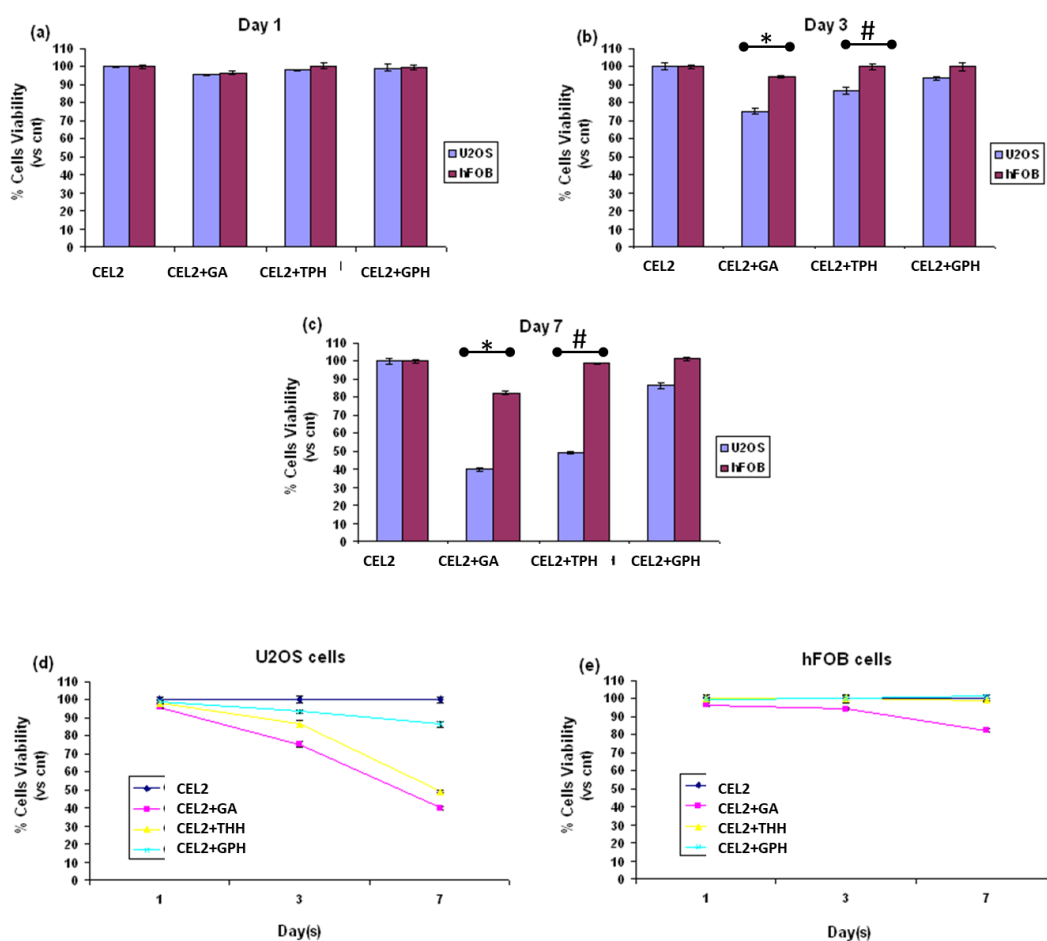 (a)
Day 1
% Cells Viability
(vs cnt)
110
100
90
80
70
60
50
40
30
20
10
0
CEL2
CEL2+GA
CEL2+TPH
CEL2+GPH
U2OS
hFOB
(b)
Day 3
*
#
% Cells Viability
(vs cnt)
110
100
90
80
70
60
50
40
30
20
10
0
CEL2
CEL2+GA
CEL2+TPH
CEL2+GPH
U2OS
hFOB
(c)
Day 7
*
#
% Cells Viability
(vs cnt)
110
100
90
80
70
60
50
40
30
20
10
0
CEL2
CEL2+GA
CEL2+TPH
CEL2+GPH
U2OS
hFOB
(d)
U2OS cells
% Cells Viability
(vs cnt)
110
100
90
80
70
60
50
40
30
20
10
0
CEL2
CEL2+GA
CEL2+THH
CEL2+GPH
1 3 7
Day(s)
(e)
hFOB cells
% Cells Viability
(vs cnt)
110
100
90
80
70
60
50
40
30
20
10
0
CEL2
CEL2+GA
CEL2+THH
CEL2+GPH
1 3 7
Day(s)